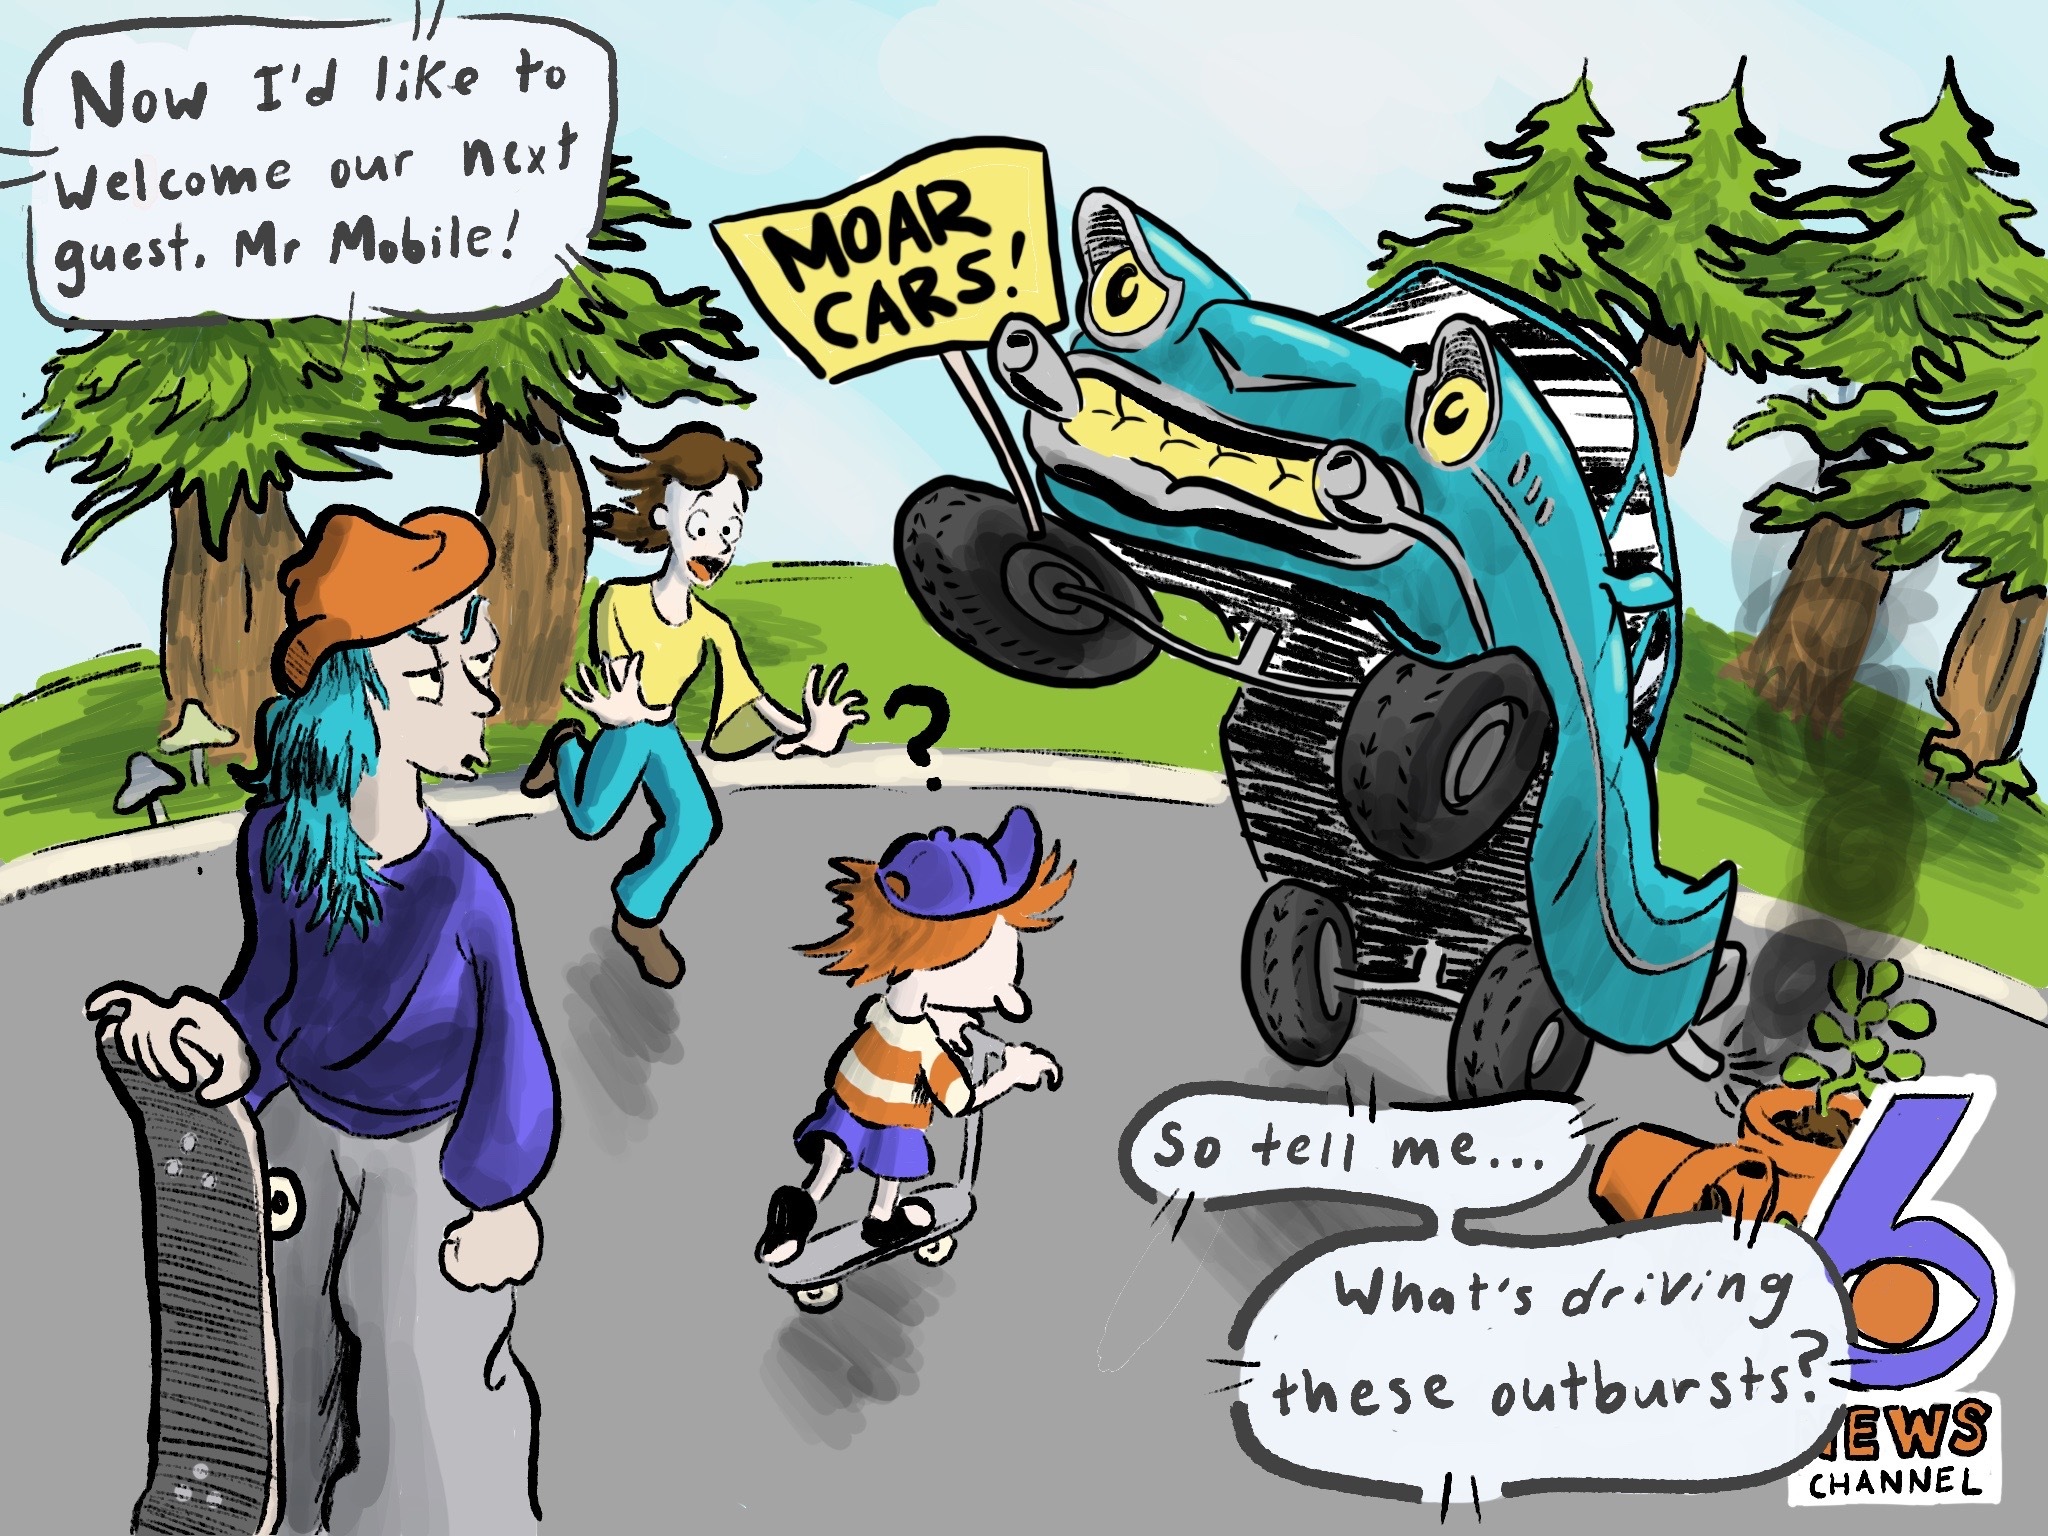 Now I'd like to
Welcome our next
guest, Mr Mobile!
MOAR
CARS!
?
So tell me...
What's driving
these outbursts?
6
NEWS
CHANNEL